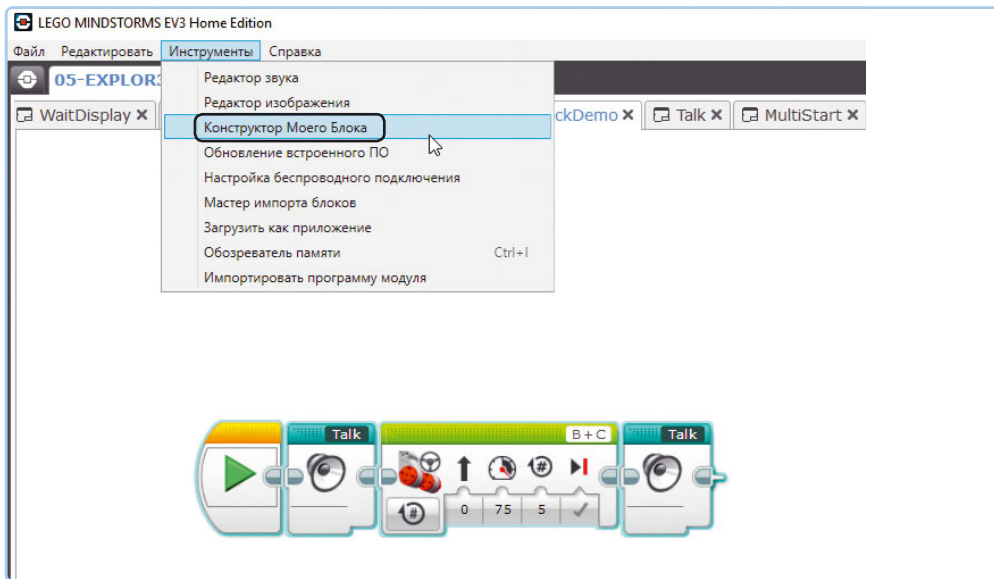 LEGO MINDSTORMS EV3 Home Edition
Файл Редактировать Инструменты Справка
05-EXPLOR3
Редактор звука
Редактор изображения
Конструктор Моего Блока
Обновление встроенного ПО
Настройка беспроводного подключения
Мастер импорта блоков
Загрузить как приложение
Обозреватель памяти Ctrl+I
Импортировать программу модуля
WaitDisplay ckDemo Talk MultiStart
Talk B+C Talk
#
# 0 75 5